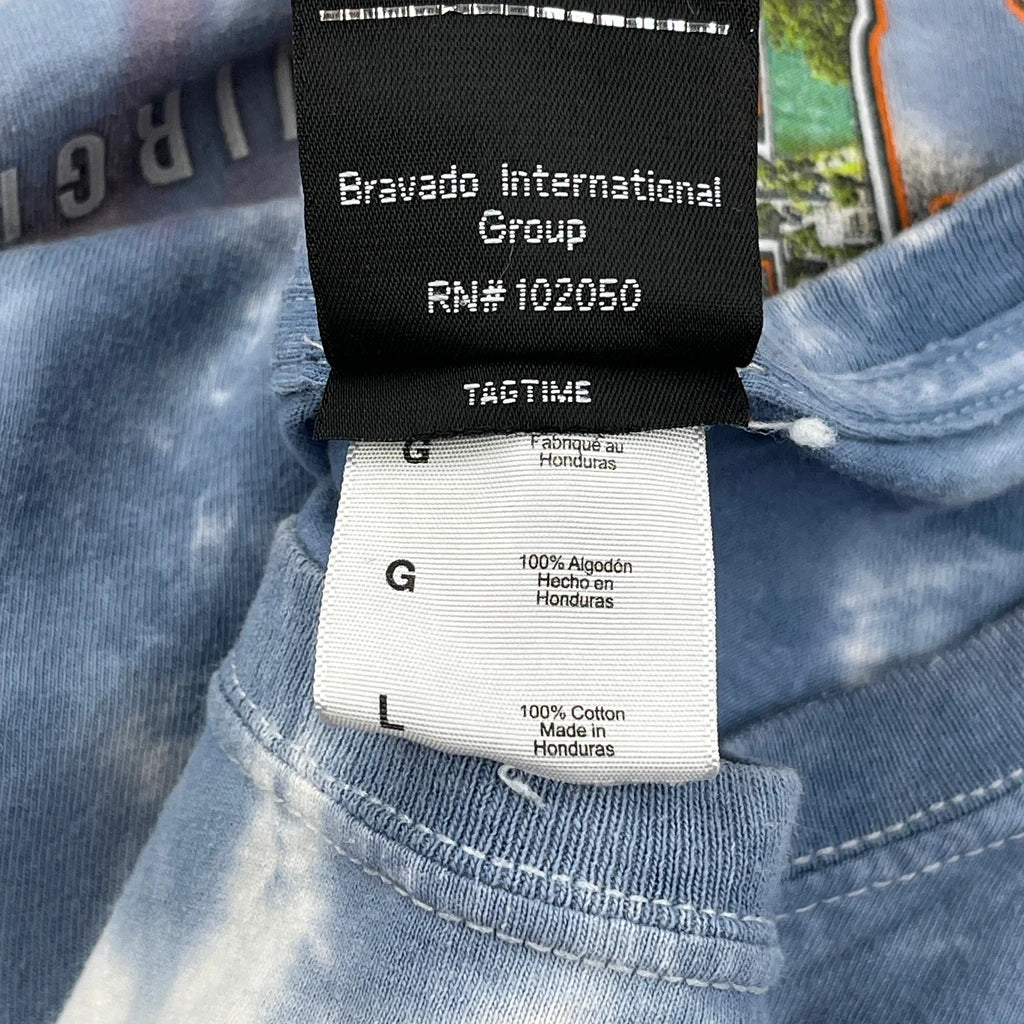 Bravado International
Group
RN# 102050
TAGTIME
G
Fabriqué au
Honduras
G
100% Algodón
Hecho en
Honduras
L
100% Cotton
Made in
Honduras